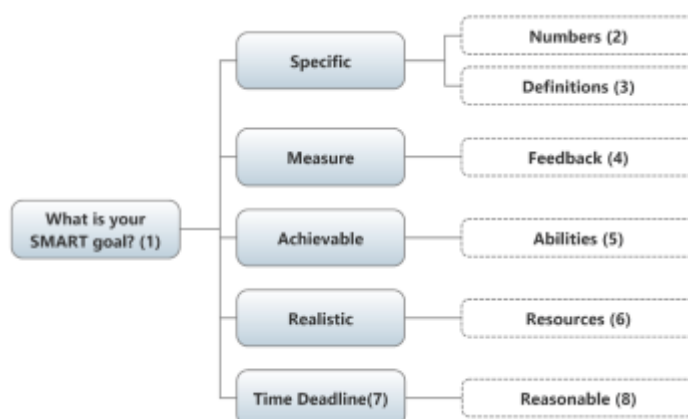 What is your
SMART goal? (1)
Specific
Numbers (2)
Definitions (3)
Measure
Feedback (4)
Achievable
Abilities (5)
Realistic
Resources (6)
Time Deadline(7)
Reasonable (8)